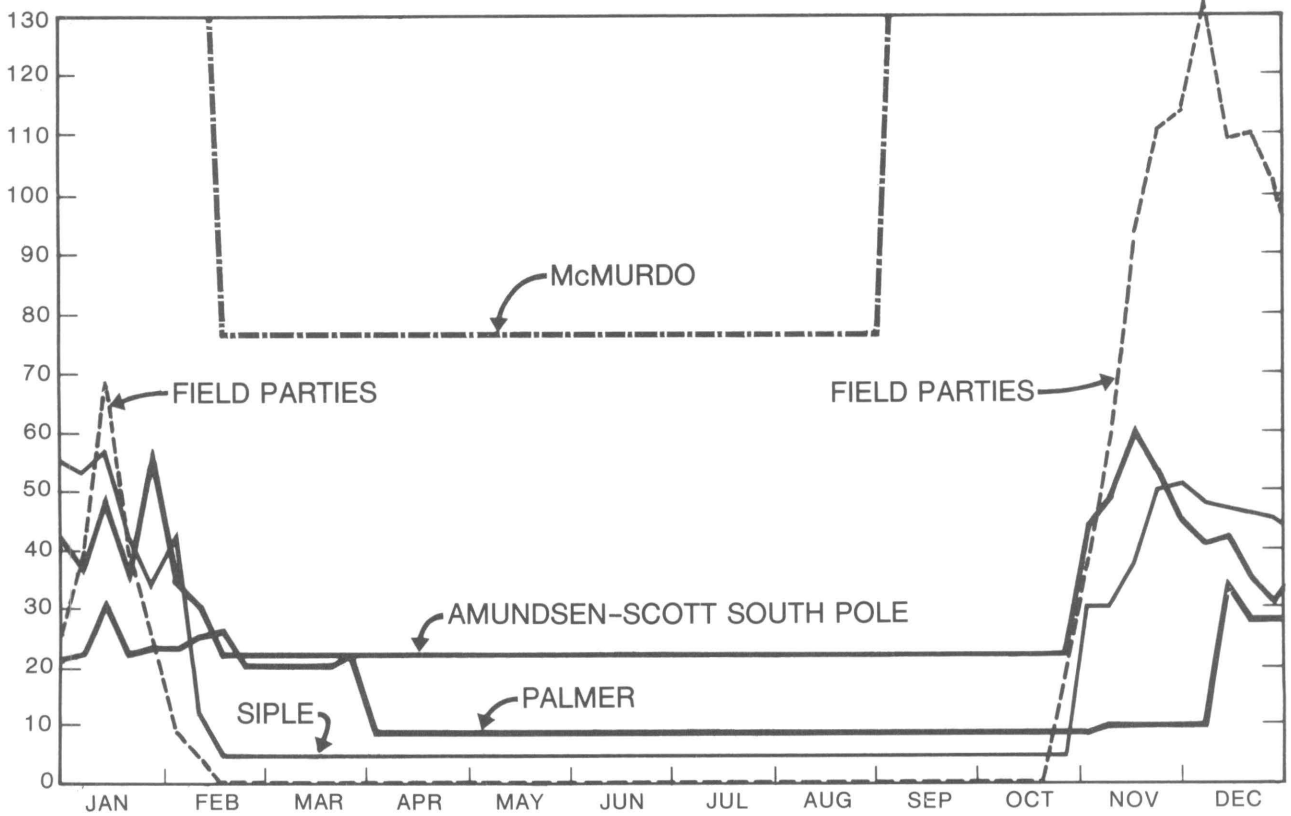 130
120
110
100
90
80
70
60
50
40
30
20
10
0
McMURDO
FIELD PARTIES
FIELD PARTIES
AMUNDSEN–SCOTT SOUTH POLE
PALMER
SIPLE
JAN FEB MAR APR MAY JUN JUL AUG SEP OCT NOV DEC